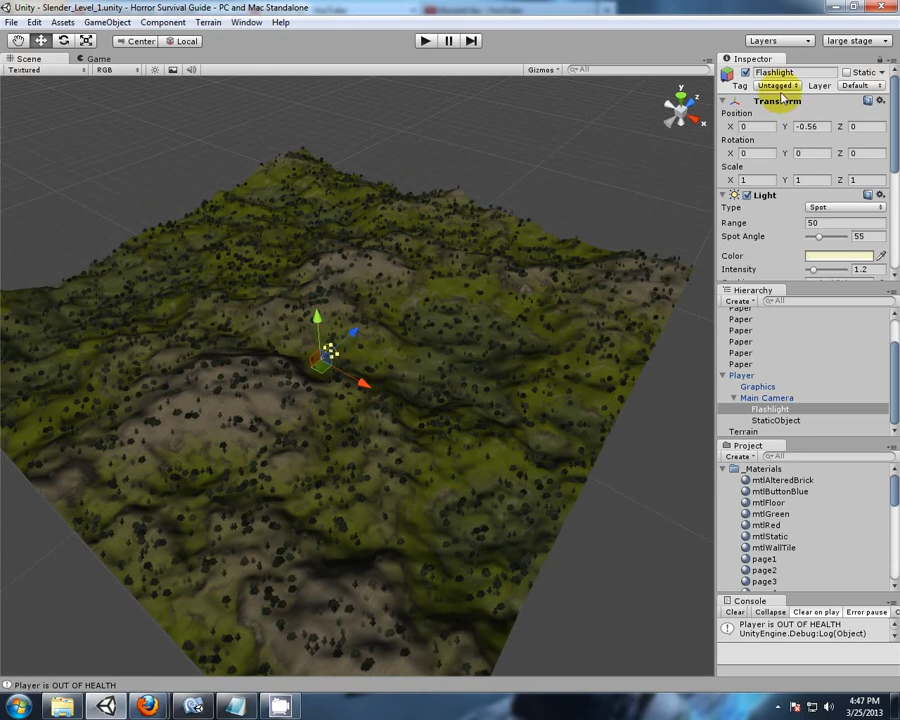 Unity - Slender_Level_1.unity - Horror Survival Guide - PC and Mac Standalone
File Edit Assets GameObject Component Terrain Window Help
Center Local Layers large stage
Scene Game
Textured RGB Gizmos All
y
z
x
Inspector
Flashlight Static
Tag Untagged Layer Default
Transform
Position
X 0 Y -0.56 Z 0
Rotation
X 0 Y 0 Z 0
Scale
X 1 Y 1 Z 1
Light
Type Spot
Range 50
Spot Angle 55
Color
Intensity 1.2
Hierarchy
Create All
Paper
Paper
Paper
Paper
Paper
Paper
Player
Graphics
Main Camera
Flashlight
StaticObject
Terrain
Project
Create All
_Materials
mtlAlteredBrick
mtlButtonBlue
mtlFloor
mtlGreen
mtlRed
mtlStatic
mtlWallTile
page1
page2
page3
Console
Clear Collapse Clear on play Error pause
Player is OUT OF HEALTH
UnityEngine.Debug:Log(Object)
Player is OUT OF HEALTH
4:47 PM
3/25/2013